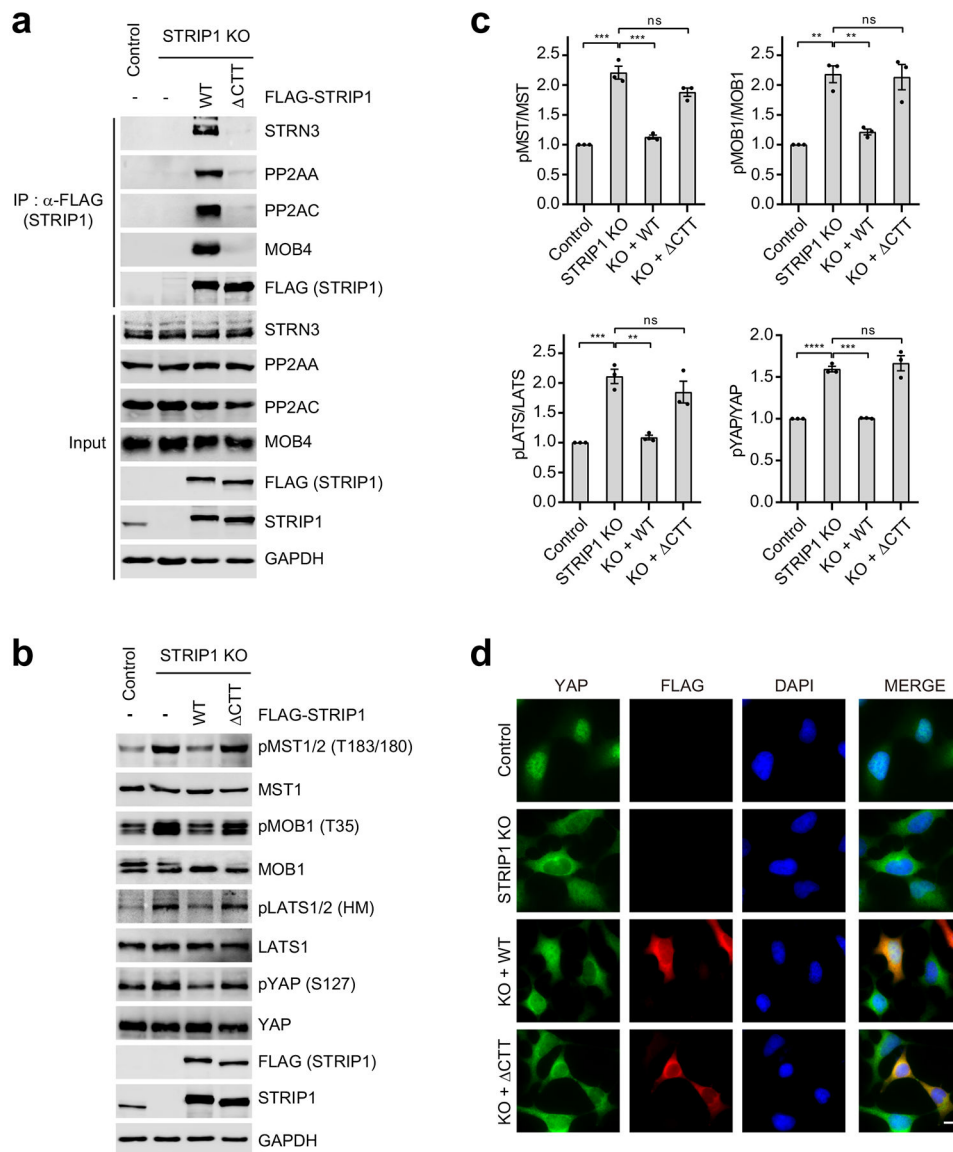 a
Control
STRIP1 KO
- - WT ΔCTT FLAG-STRIP1
IP : α-FLAG
(STRIP1)
STRN3
PP2AA
PP2AC
MOB4
FLAG (STRIP1)
Input
STRN3
PP2AA
PP2AC
MOB4
FLAG (STRIP1)
STRIP1
GAPDH
b
Control
STRIP1 KO
- - WT ΔCTT FLAG-STRIP1
pMST1/2 (T183/180)
MST1
pMOB1 (T35)
MOB1
pLATS1/2 (HM)
LATS1
pYAP (S127)
YAP
FLAG (STRIP1)
STRIP1
GAPDH
c
pMST/MST
2.5
2.0
1.5
1.0
0.5
0.0
ns
*** ***
Control
STRIP1 KO
KO + WT
KO + ΔCTT
pMOB1/MOB1
2.5
2.0
1.5
1.0
0.5
0.0
ns
** **
Control
STRIP1 KO
KO + WT
KO + ΔCTT
pLATS/LATS
2.5
2.0
1.5
1.0
0.5
0.0
ns
*** **
Control
STRIP1 KO
KO + WT
KO + ΔCTT
pYAP/YAP
2.0
1.5
1.0
0.5
0.0
ns
**** ***
Control
STRIP1 KO
KO + WT
KO + ΔCTT
d
YAP FLAG DAPI MERGE
Control
STRIP1 KO
KO + WT
KO + ΔCTT